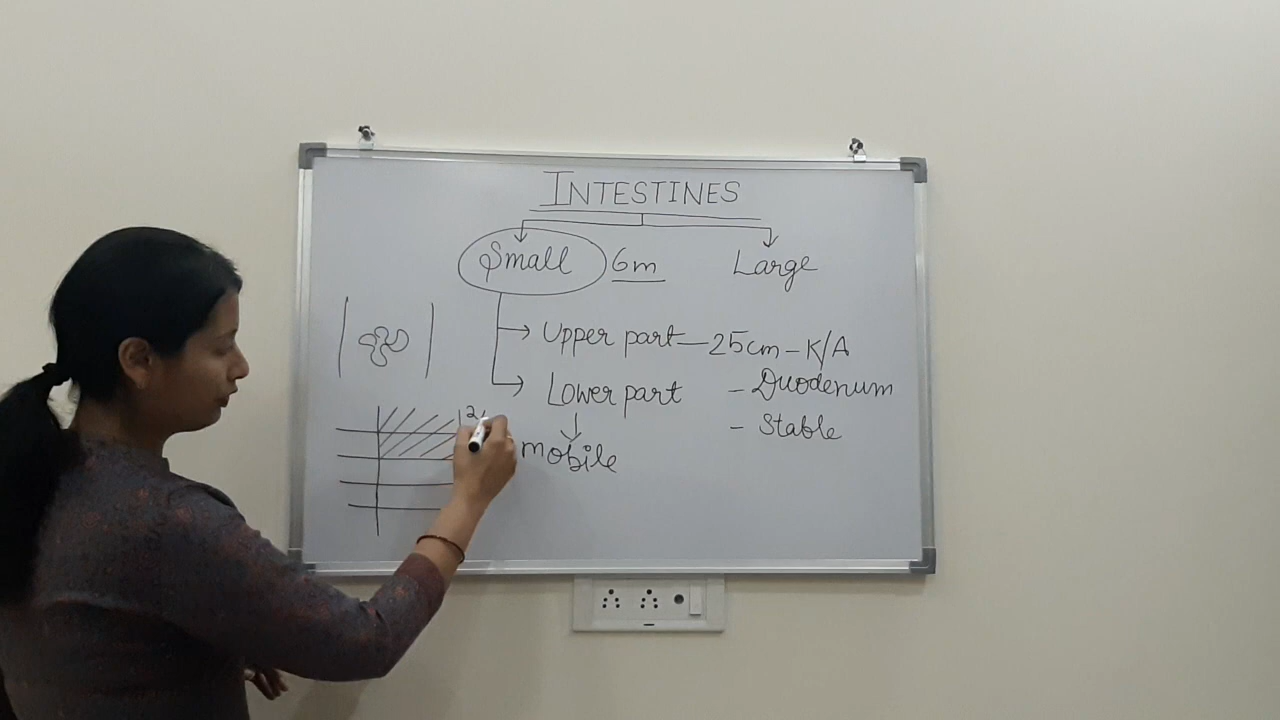 INTESTINES
Small 6m Large
Upper part — 25cm - K/A
Lower part - Duodenum
- Stable
mobile